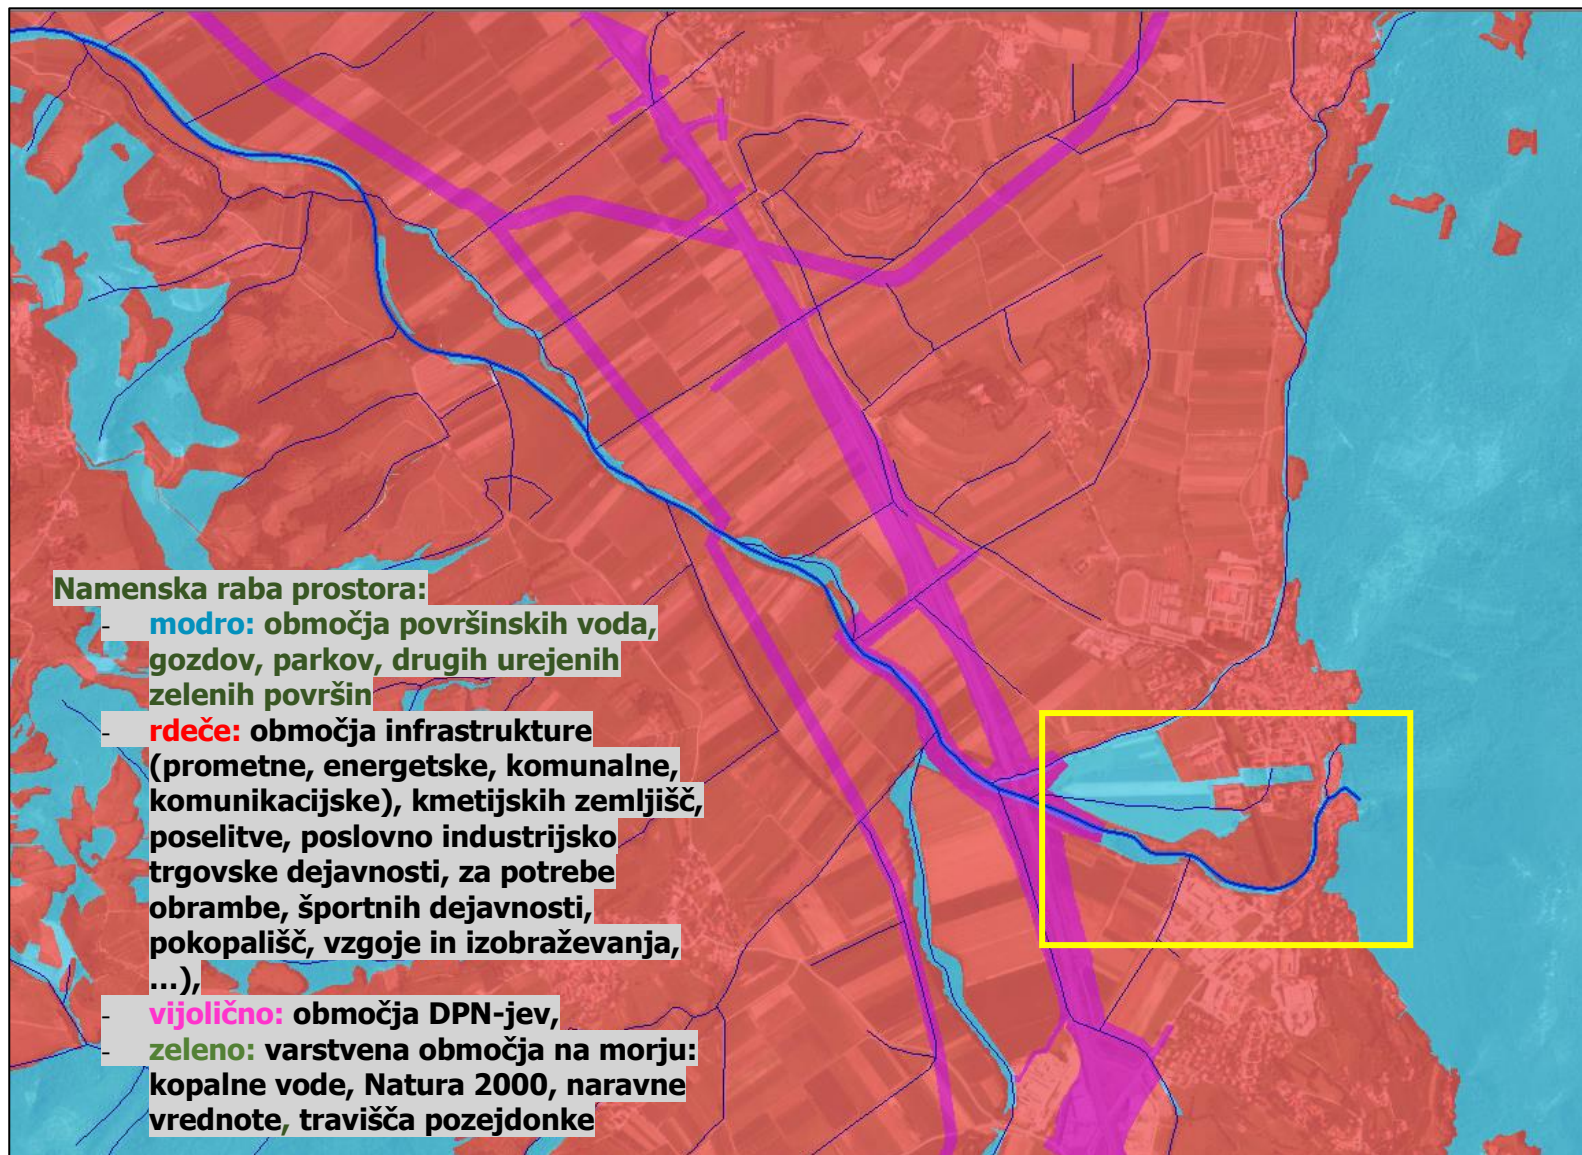 Namenska raba prostora:
- modro: območja površinskih voda,
gozdov, parkov, drugih urejenih
zelenih površin
- rdeče: območja infrastrukture
(prometne, energetske, komunalne,
komunikacijske), kmetijskih zemljišč,
poselitve, poslovno industrijsko
trgovske dejavnosti, za potrebe
obrambe, športnih dejavnosti,
pokopališč, vzgoje in izobraževanja,
...),
- vijolično: območja DPN-jev,
- zeleno: varstvena območja na morju:
kopalne vode, Natura 2000, naravne
vrednote, travišča pozejdonke